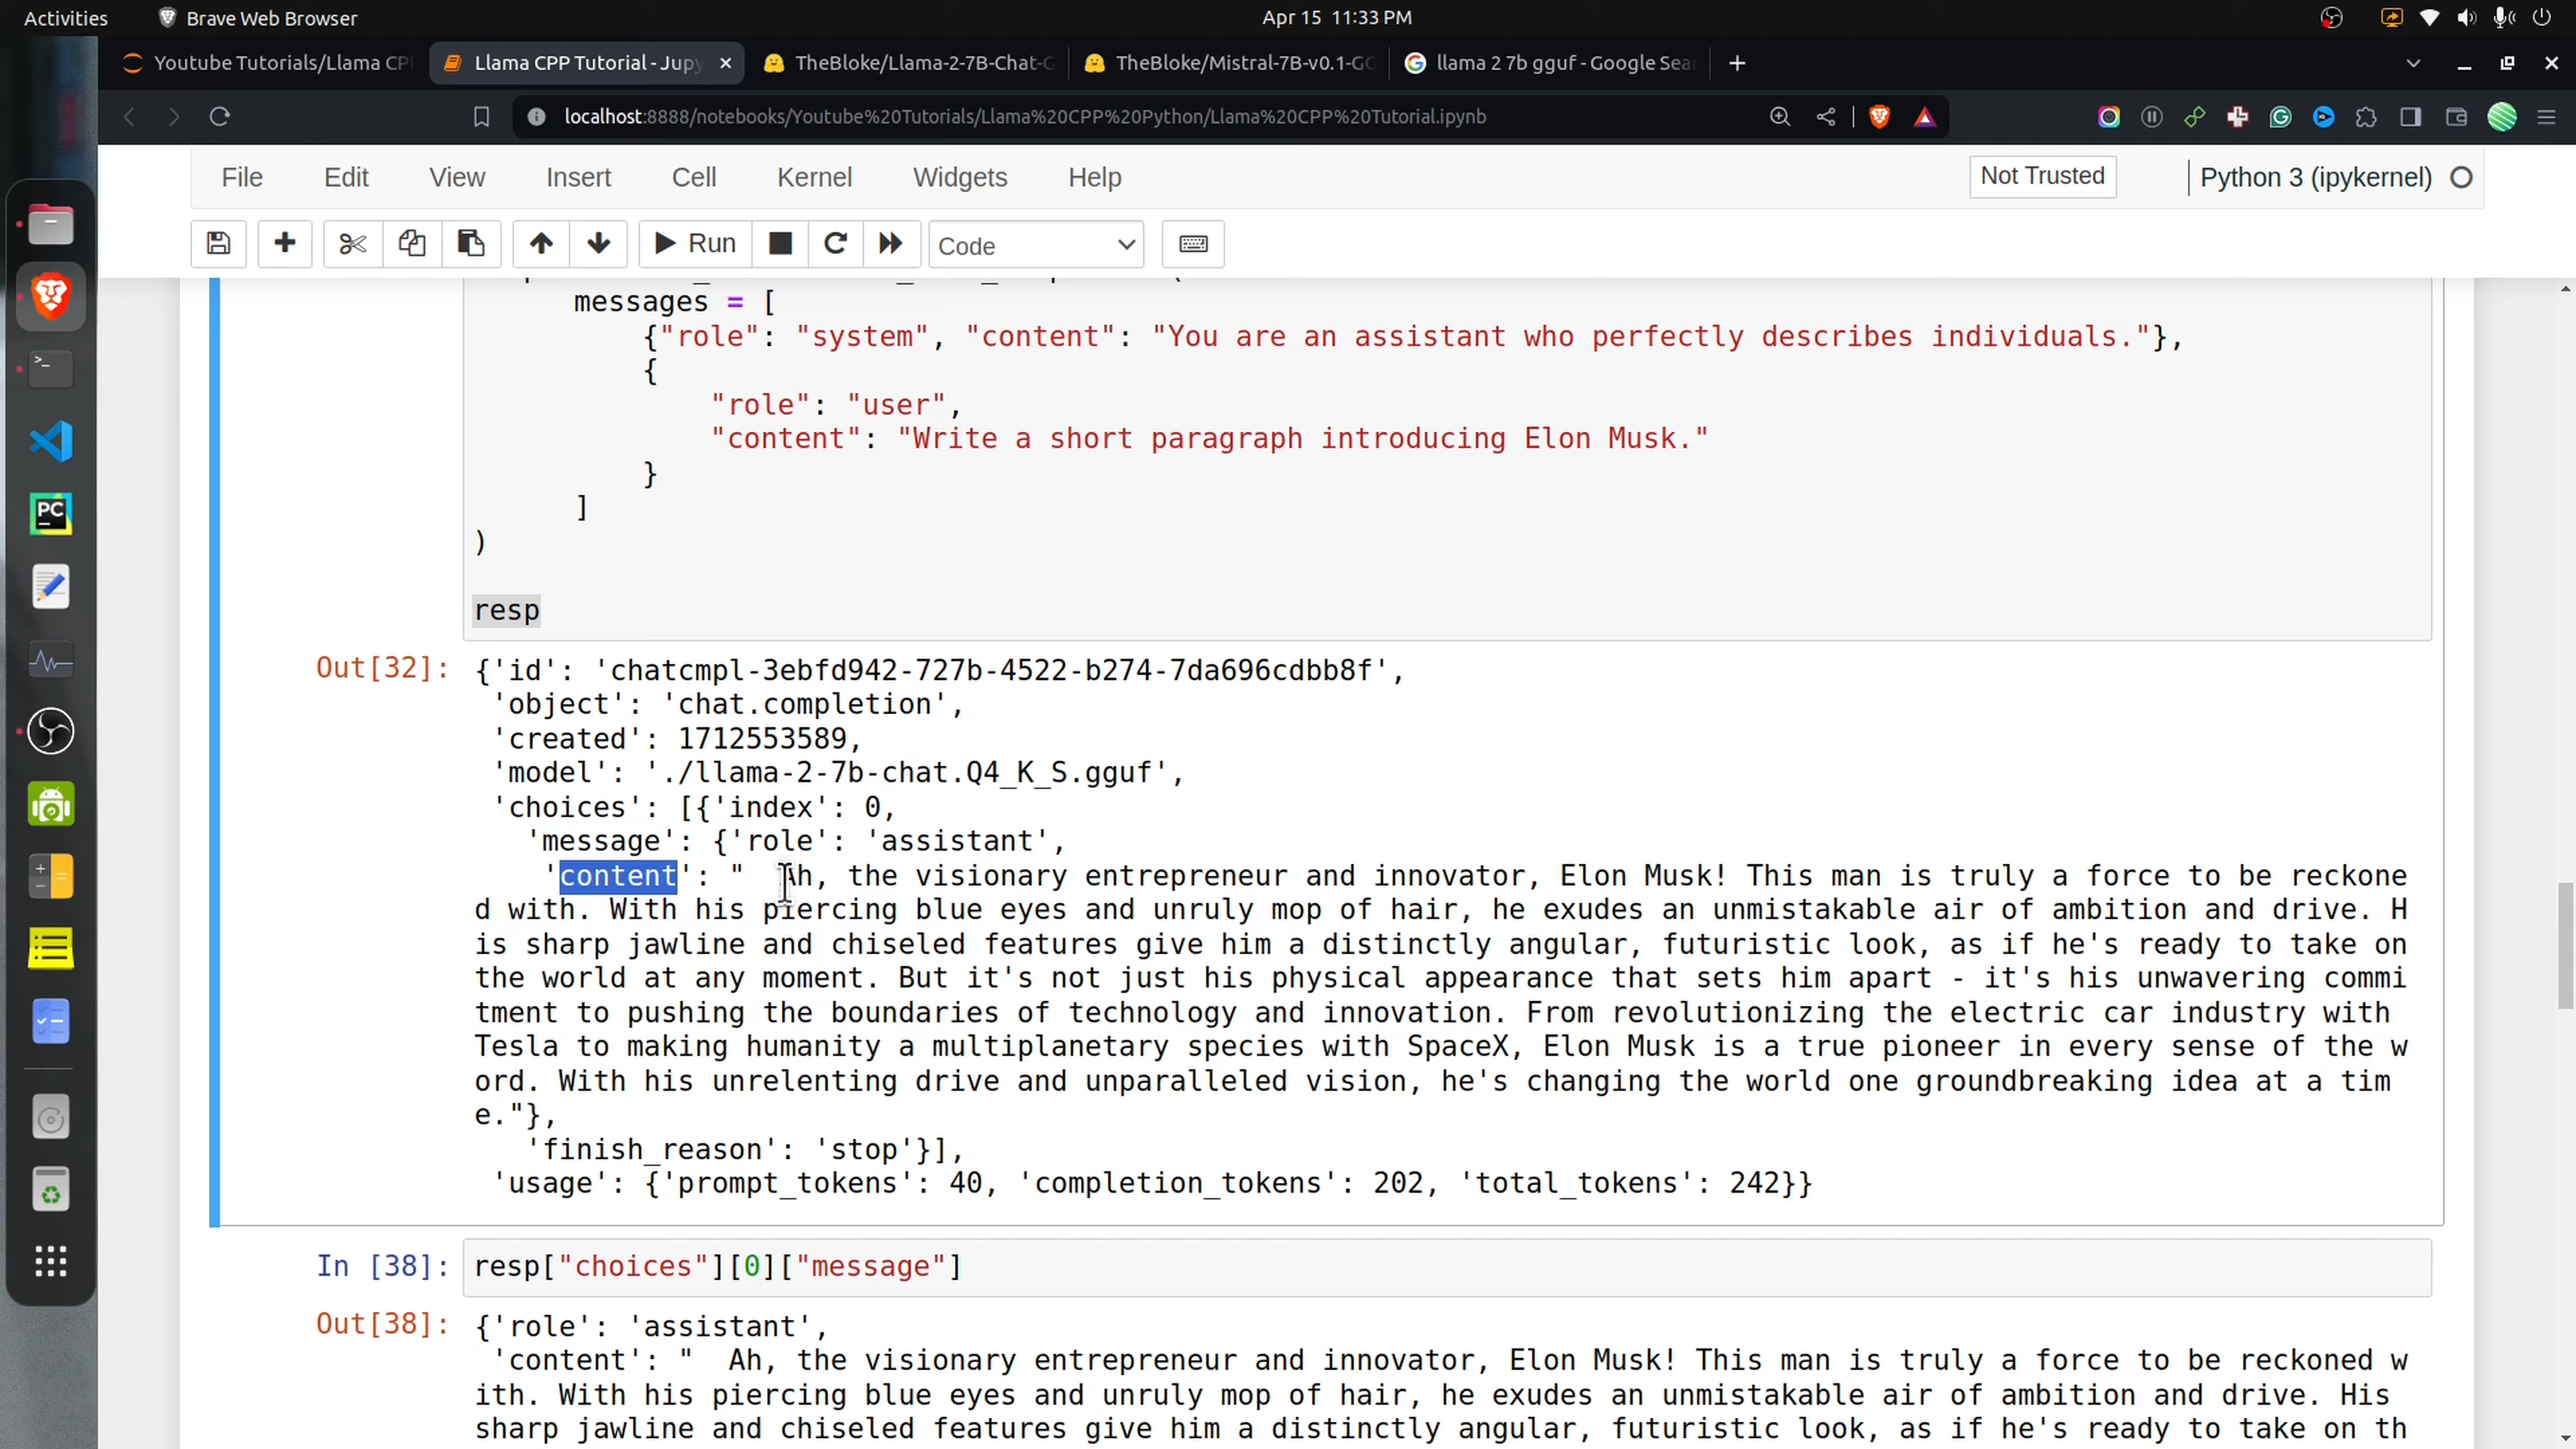 Activities
Brave Web Browser
Apr 15 11:33 PM
Youtube Tutorials/Llama CP
Llama CPP Tutorial - Jupy
TheBloke/Llama-2-7B-Chat-G
TheBloke/Mistral-7B-v0.1-GG
llama 2 7b gguf - Google Sear
localhost:8888/notebooks/Youtube%20Tutorials/Llama%20CPP%20Python/Llama%20CPP%20Tutorial.ipynb
File Edit View Insert Cell Kernel Widgets Help
Not Trusted
Python 3 (ipykernel)
Run
Code
messages = [
{"role": "system", "content": "You are an assistant who perfectly describes individuals."},
{
"role": "user",
"content": "Write a short paragraph introducing Elon Musk."
}
]
)
resp
Out[32]: {'id': 'chatcmpl-3ebfd942-727b-4522-b274-7da696cdbb8f',
'object': 'chat.completion',
'created': 1712553589,
'model': './llama-2-7b-chat.Q4_K_S.gguf',
'choices': [{'index': 0,
'message': {'role': 'assistant',
'content': "  Ah, the visionary entrepreneur and innovator, Elon Musk! This man is truly a force to be reckone
d with. With his piercing blue eyes and unruly mop of hair, he exudes an unmistakable air of ambition and drive. H
is sharp jawline and chiseled features give him a distinctly angular, futuristic look, as if he's ready to take on
the world at any moment. But it's not just his physical appearance that sets him apart - it's his unwavering commi
tment to pushing the boundaries of technology and innovation. From revolutionizing the electric car industry with
Tesla to making humanity a multiplanetary species with SpaceX, Elon Musk is a true pioneer in every sense of the w
ord. With his unrelenting drive and unparalleled vision, he's changing the world one groundbreaking idea at a tim
e."},
'finish_reason': 'stop'}],
'usage': {'prompt_tokens': 40, 'completion_tokens': 202, 'total_tokens': 242}}
In [38]: resp["choices"][0]["message"]
Out[38]: {'role': 'assistant',
'content': "  Ah, the visionary entrepreneur and innovator, Elon Musk! This man is truly a force to be reckoned w
ith. With his piercing blue eyes and unruly mop of hair, he exudes an unmistakable air of ambition and drive. His
sharp jawline and chiseled features give him a distinctly angular, futuristic look, as if he's ready to take on th